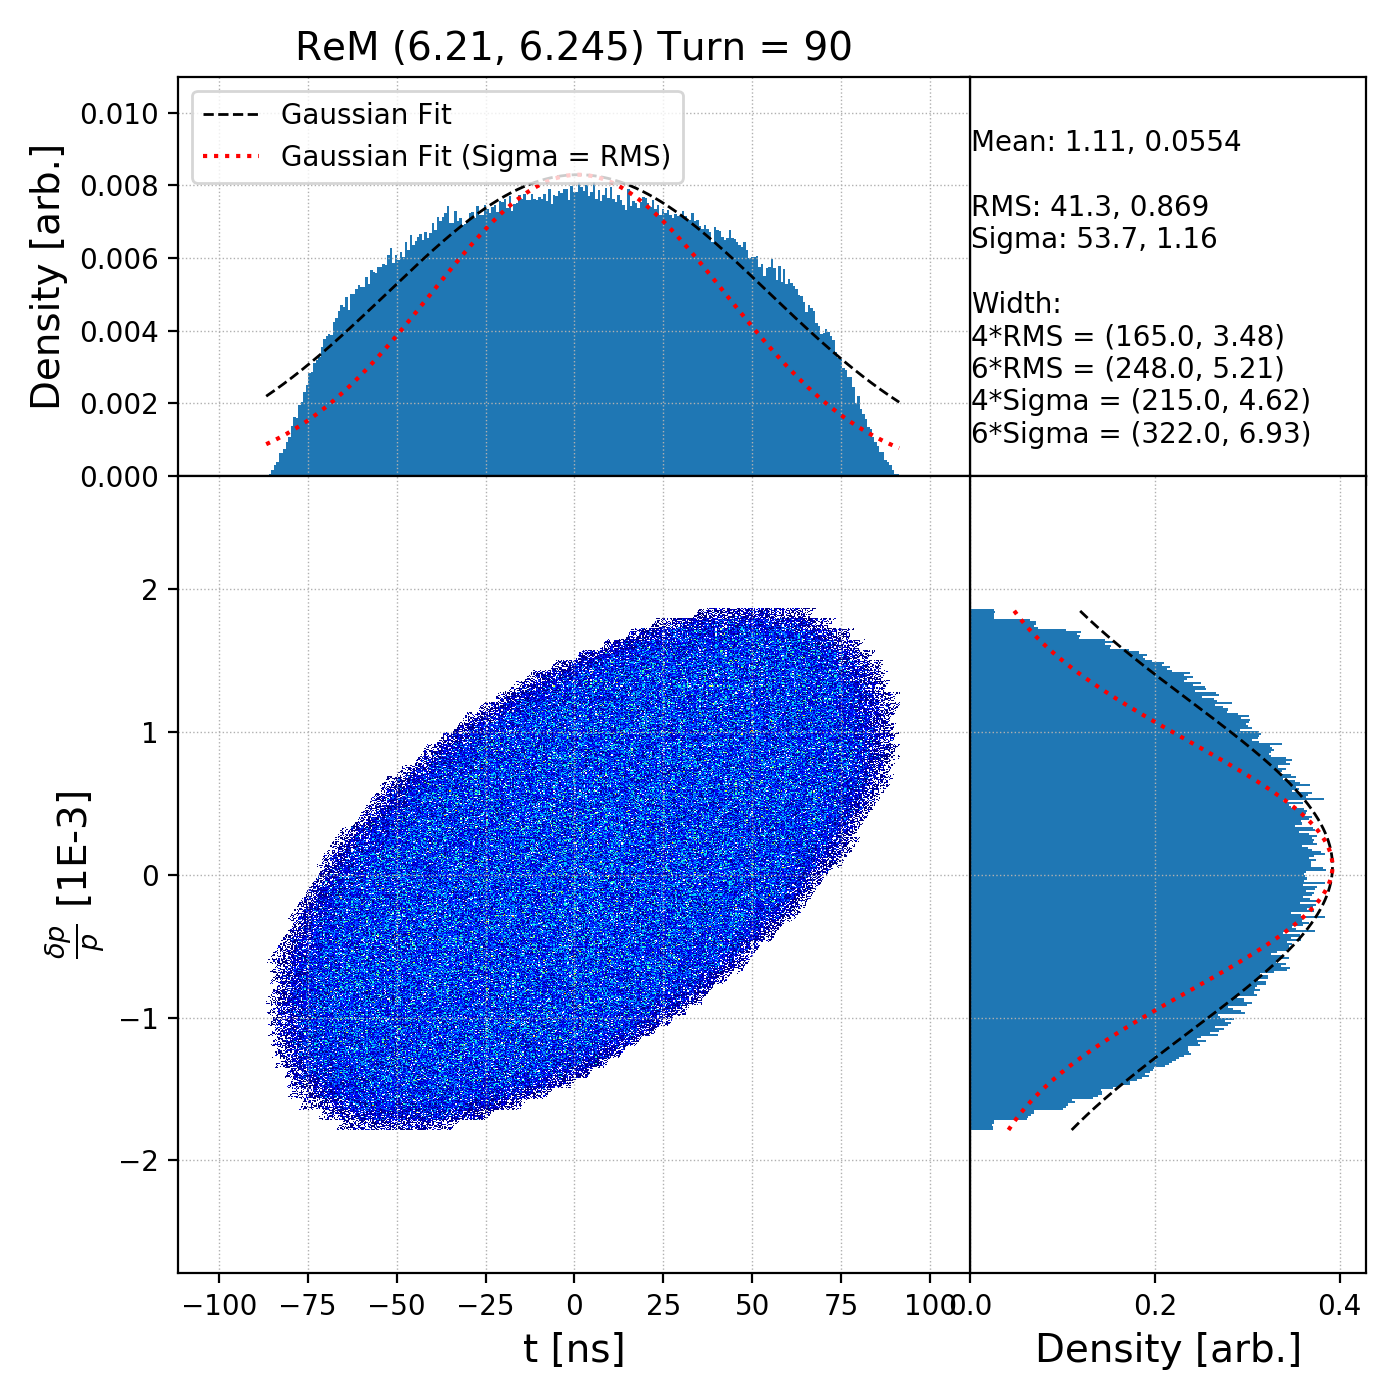 ReM (6.21, 6.245) Turn = 90
Gaussian Fit
Gaussian Fit (Sigma = RMS)
Density [arb.]
0.010
0.008
0.006
0.004
0.002
0.000
Mean: 1.11, 0.0554
RMS: 41.3, 0.869
Sigma: 53.7, 1.16
Width:
4*RMS = (165.0, 3.48)
6*RMS = (248.0, 5.21)
4*Sigma = (215.0, 4.62)
6*Sigma = (322.0, 6.93)
δp/p [1E-3]
2
1
0
−1
−2
−100 −75 −50 −25 0 25 50 75 100
t [ns]
0.0 0.2 0.4
Density [arb.]